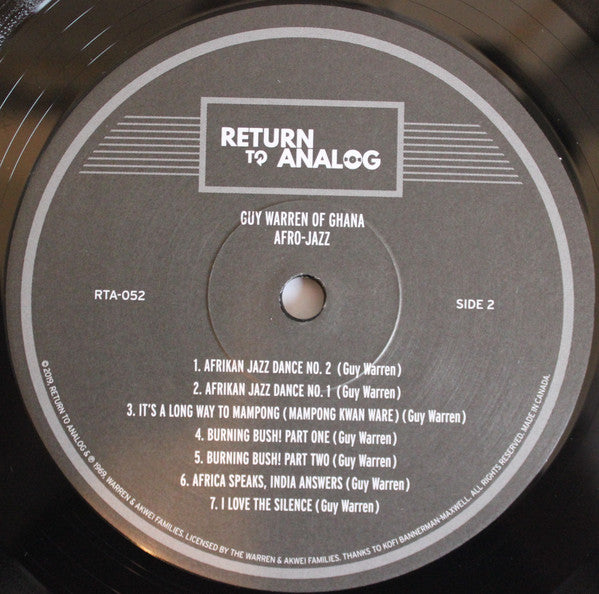 RETURN
TO ANALOG
GUY WARREN OF GHANA
AFRO-JAZZ
RTA-052
SIDE 2
1. AFRIKAN JAZZ DANCE NO. 2 (Guy Warren)
2. AFRIKAN JAZZ DANCE NO. 1 (Guy Warren)
3. IT'S A LONG WAY TO MAMPONG (MAMPONG KWAN WARE) (Guy Warren)
4. BURNING BUSH! PART ONE (Guy Warren)
5. BURNING BUSH! PART TWO (Guy Warren)
6. AFRICA SPEAKS, INDIA ANSWERS (Guy Warren)
7. I LOVE THE SILENCE (Guy Warren)
© 2019, RETURN TO ANALOG & ℗ 1969, WARREN & AKWEI FAMILIES. LICENSED BY THE WARREN & AKWEI FAMILIES. THANKS TO KOFI BANNERMAN-MAXWELL. ALL RIGHTS RESERVED. MADE IN CANADA.